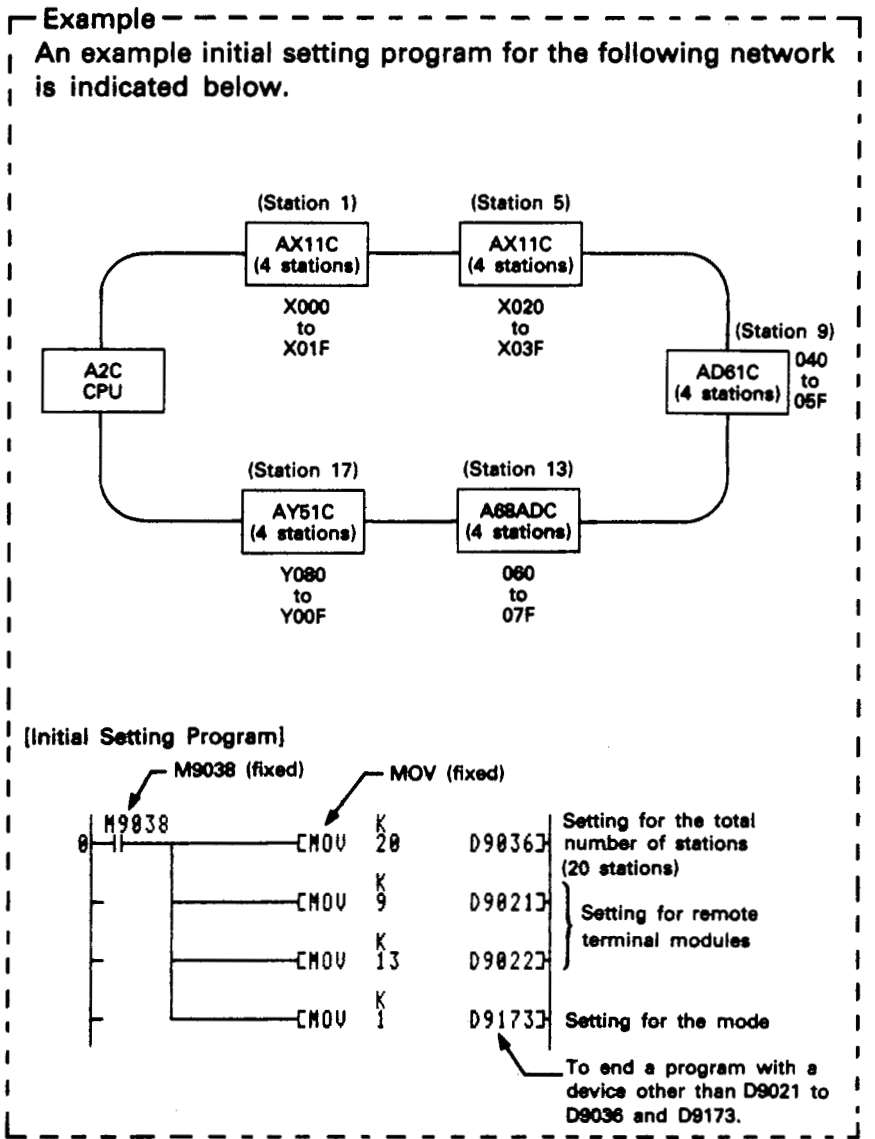 Example
An example initial setting program for the following network
is indicated below.
(Station 1)
(Station 5)
AX11C
(4 stations)
AX11C
(4 stations)
X000
to
X01F
X020
to
X03F
(Station 9)
A2C
CPU
AD61C
(4 stations)
040
to
05F
(Station 17)
(Station 13)
AY51C
(4 stations)
A68ADC
(4 stations)
Y080
to
Y00F
060
to
07F
[Initial Setting Program]
M9038 (fixed)
MOV (fixed)
M9038
0
MOV K 20 D9036
Setting for the total
number of stations
(20 stations)
MOV K 9 D9021
MOV K 13 D9022
Setting for remote
terminal modules
MOV K 1 D9173
Setting for the mode
To end a program with a
device other than D9021 to
D9036 and D9173.